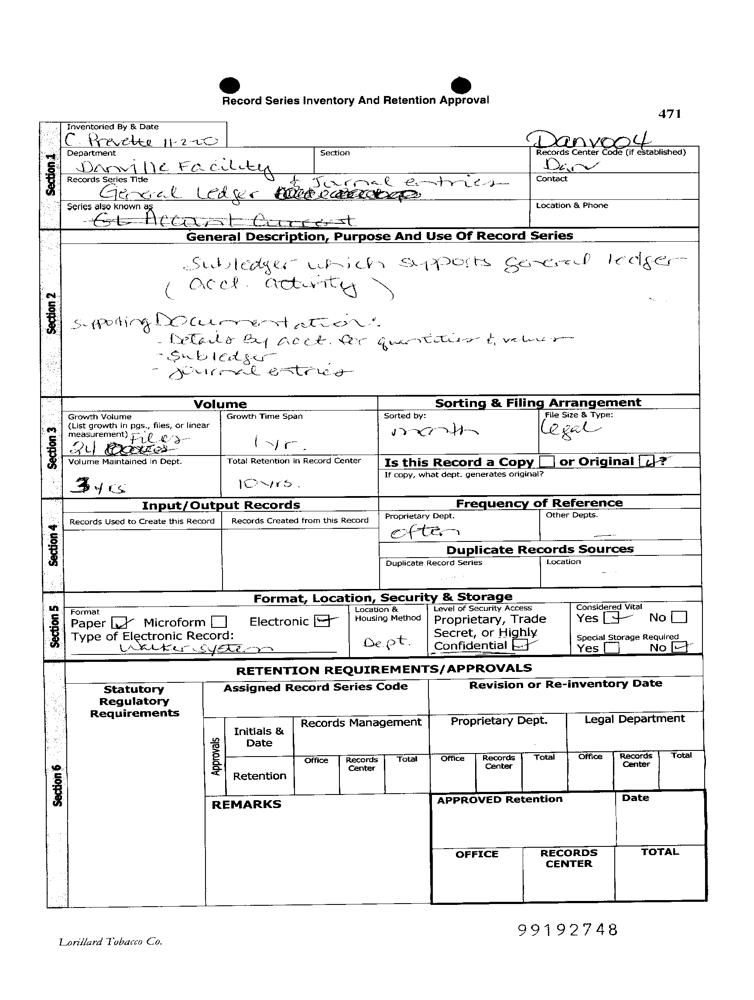 Record Series Inventory And Retention Approval
471
Section 1
Inventoried By & Date
C. Prevette 11-2-00
Danv004
Records Center Code (if established)
Department
Danville Facility
Section
Danv
Records Series Title
General Ledger & Journal entries
Contact
Series also known as
GL Account Current
Location & Phone
Section 2
General Description, Purpose And Use Of Record Series
Subledger which supports general ledger
(acct. activity)
supporting Documentation:
- Details By acct. for quantities & values
- Subledger
- journal entries
Section 3
Volume
Sorting & Filing Arrangement
Growth Volume
(List growth in pgs., files, or linear
measurement) files
24
Growth Time Span
1 yr.
Sorted by:
month
File Size & Type:
Legal
Volume Maintained in Dept.
3 yrs
Total Retention in Record Center
10 yrs.
Is this Record a Copy or Original ?
If copy, what dept. generates original?
Section 4
Input/Output Records
Frequency of Reference
Records Used to Create this Record
Records Created from this Record
Proprietary Dept.
often
Other Depts.
Duplicate Records Sources
Duplicate Record Series
Location
Section 5
Format, Location, Security & Storage
Format
Paper Microform Electronic
Type of Electronic Record:
Walker system
Location &
Housing Method
Dept.
Level of Security Access
Proprietary, Trade
Secret, or Highly
Confidential
Considered Vital
Yes No
Special Storage Required
Yes No
Section 6
RETENTION REQUIREMENTS/APPROVALS
Statutory
Regulatory
Requirements
Assigned Record Series Code
Revision or Re-inventory Date
Approvals
Initials &
Date
Records Management
Proprietary Dept.
Legal Department
Retention
Office
Records
Center
Total
Office
Records
Center
Total
Office
Records
Center
Total
REMARKS
APPROVED Retention
Date
OFFICE
RECORDS
CENTER
TOTAL
Lorillard Tobacco Co.
99192748